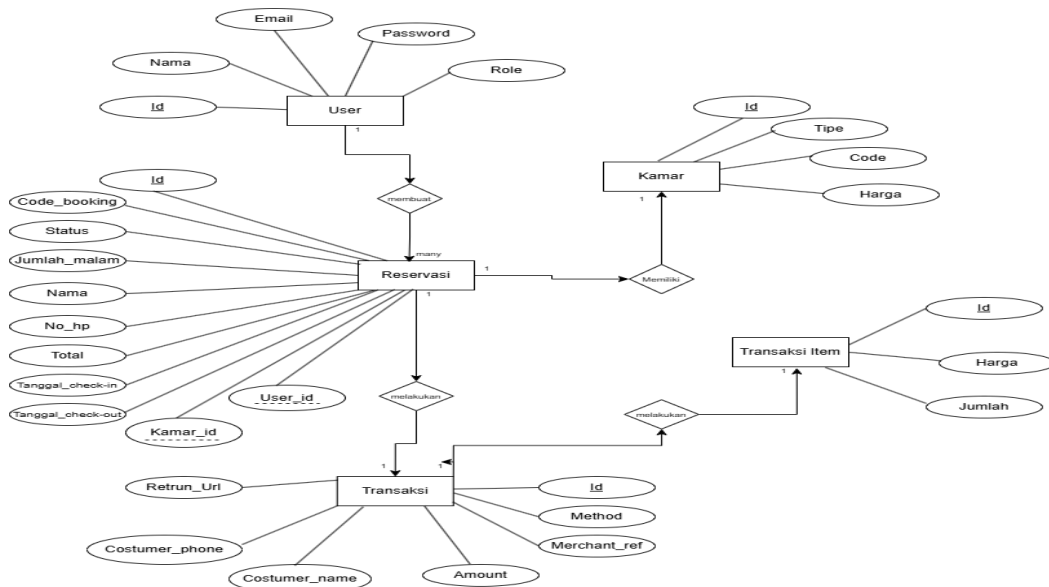 Email
Password
Nama
Role
Id
User
1
membuat
many
Id
Code_booking
Status
Jumlah_malam
Nama
No_hp
Total
Tanggal_check-in
Tanggal_check-out
Kamar_id
User_id
Reservasi
1
1
Memiliki
Id
Tipe
Code
Harga
Kamar
1
melakukan
1
1
Transaksi
Retrun_Url
Costumer_phone
Costumer_name
Amount
Id
Method
Merchant_ref
melakukan
1
Transaksi Item
Id
Harga
Jumlah